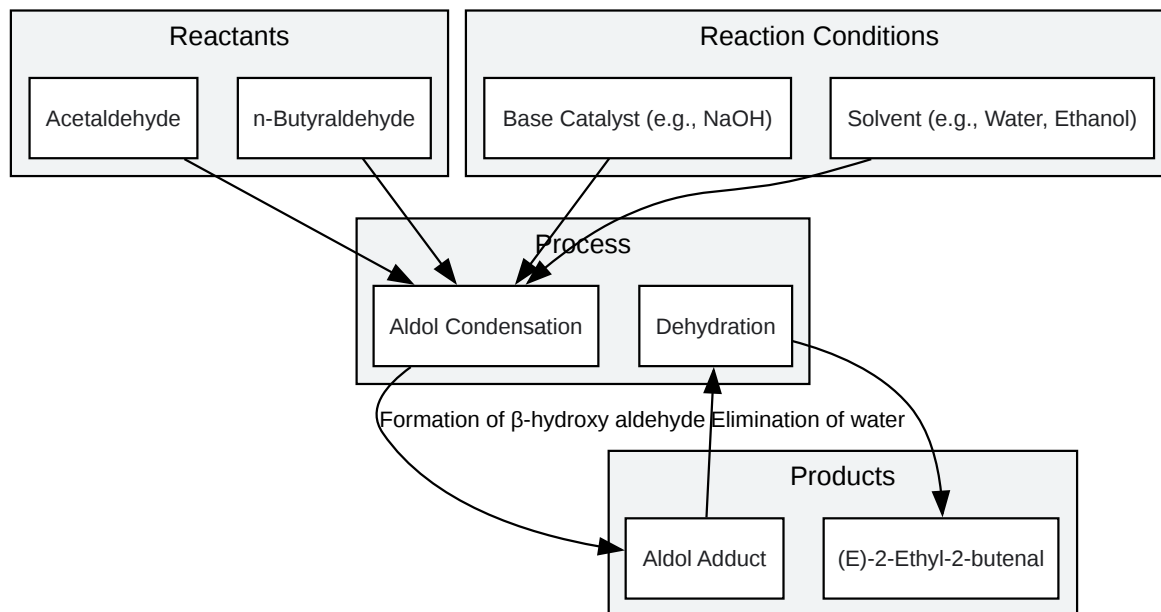 Reactants
Reaction Conditions
Acetaldehyde
n-Butyraldehyde
Base Catalyst (e.g., NaOH)
Solvent (e.g., Water, Ethanol)
Process
Aldol Condensation
Dehydration
Formation of β-hydroxy aldehyde
Elimination of water
Products
Aldol Adduct
(E)-2-Ethyl-2-butenal